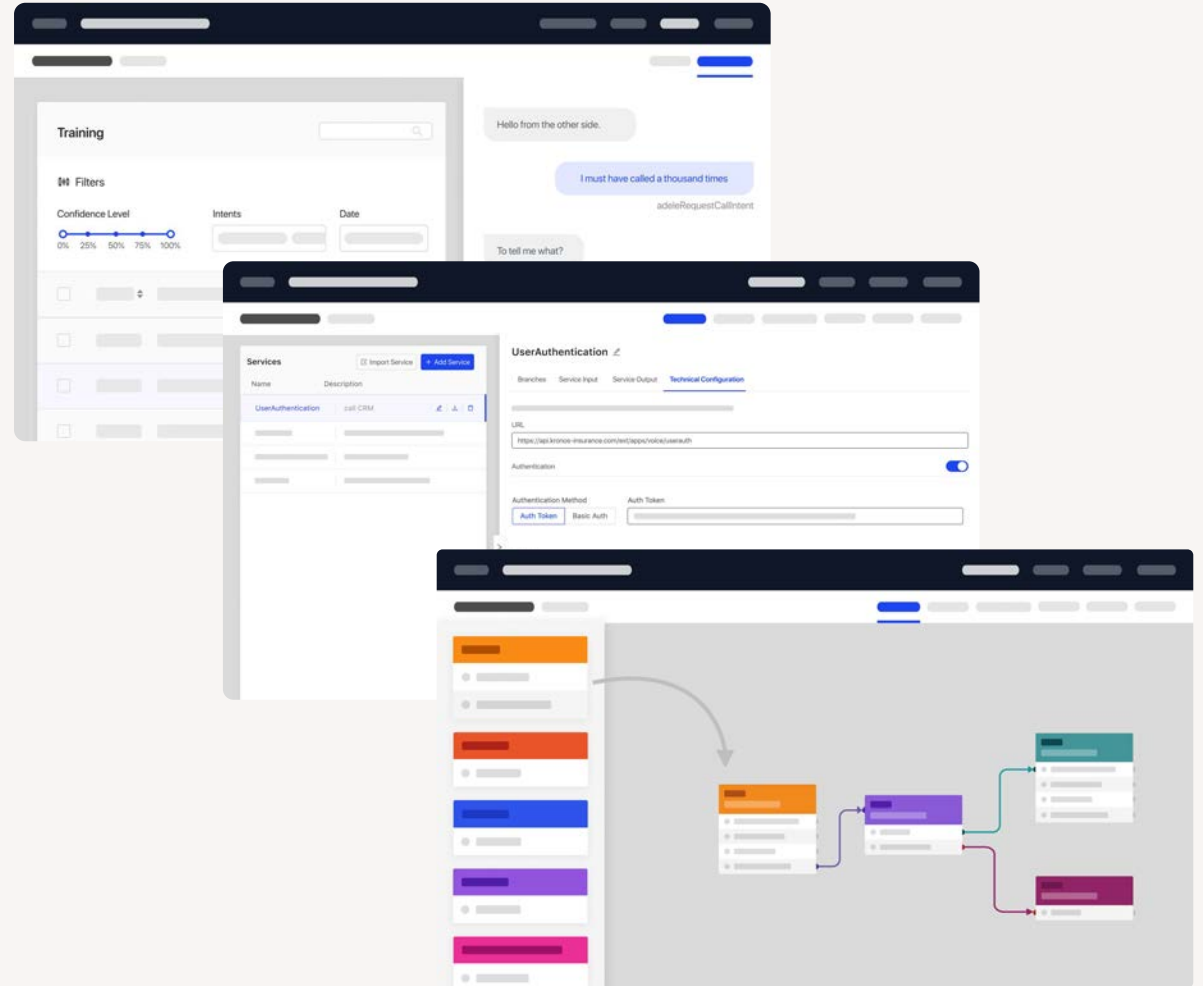 Training
Filters
Confidence Level Intents Date
0% 25% 50% 75% 100%
Hello from the other side.
I must have called a thousand times
adeleRequestCallIntent
To tell me what?
Services Import Service + Add Service
Name Description
UserAuthentication call CRM
UserAuthentication
Branches Service Input Service Output Technical Configuration
URL
https://api.kronos-insurance.com/ext/apps/voice/userauth
Authentication
Authentication Method Auth Token
Auth Token Basic Auth